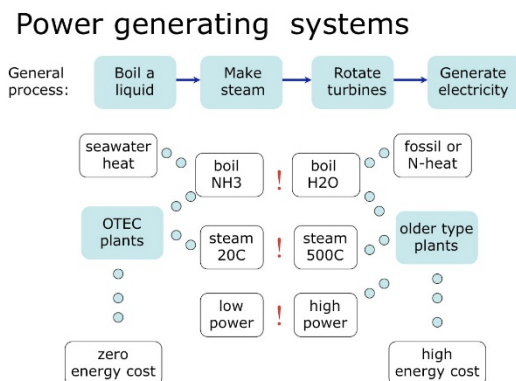 Power generating systems
General
process:
Boil a
liquid
Make
steam
Rotate
turbines
Generate
electricity
seawater
heat
boil
NH3
!
boil
H2O
fossil or
N-heat
OTEC
plants
steam
20C
!
steam
500C
older type
plants
low
power
!
high
power
zero
energy cost
high
energy cost